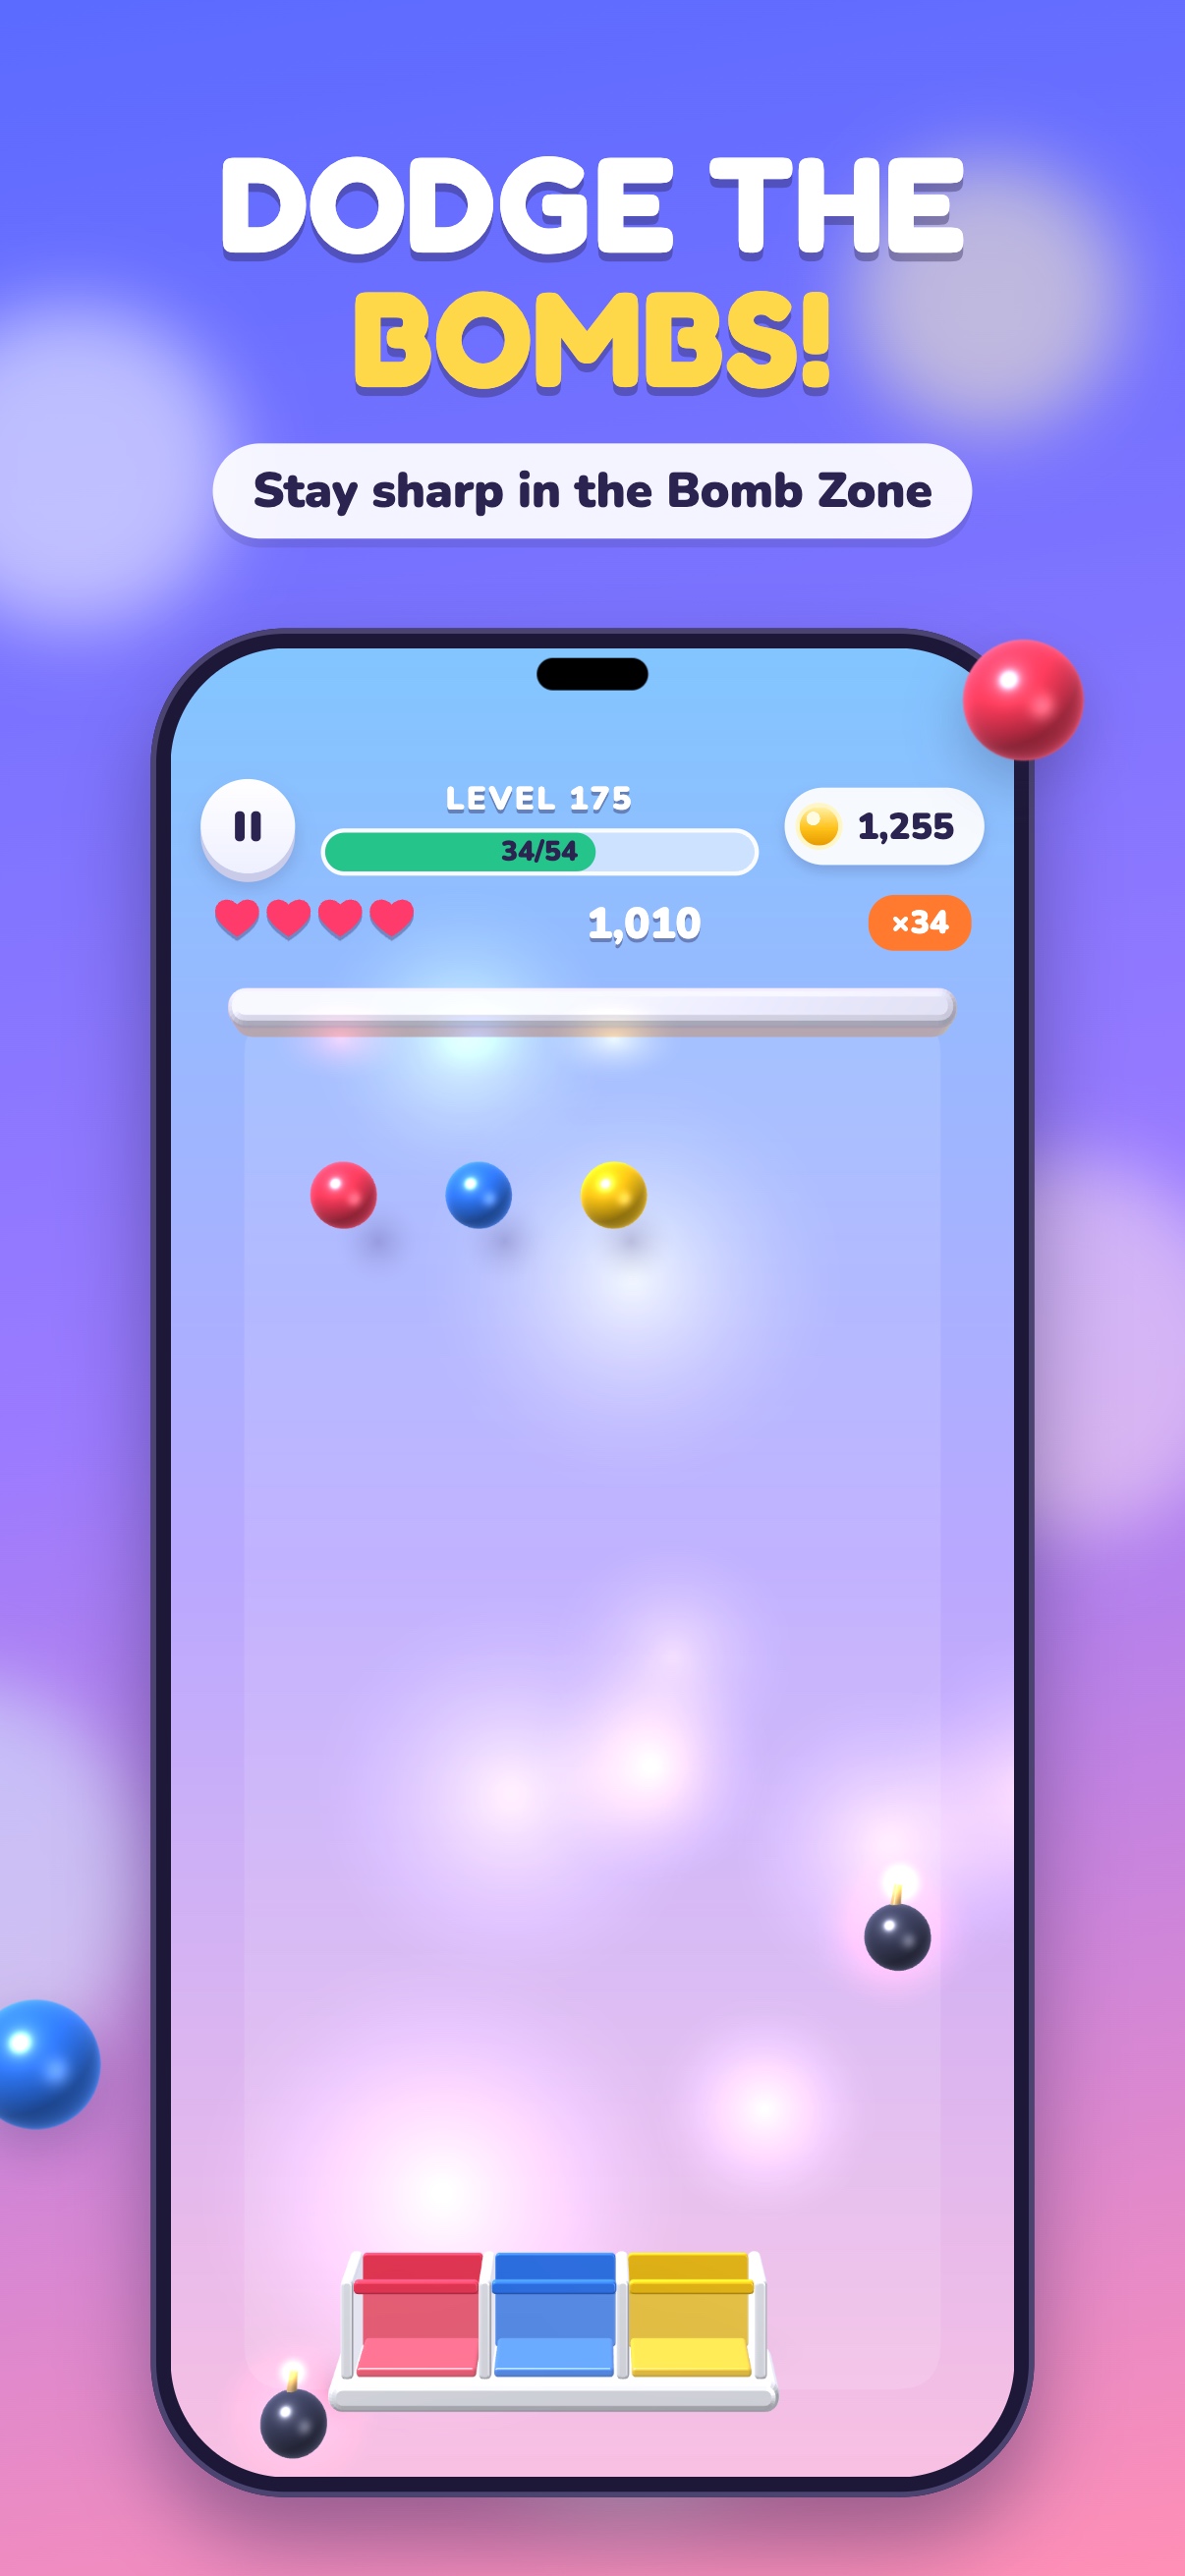 DODGE THE
BOMBS!
Stay sharp in the Bomb Zone
LEVEL 175
34/54
1,255
1,010
×34